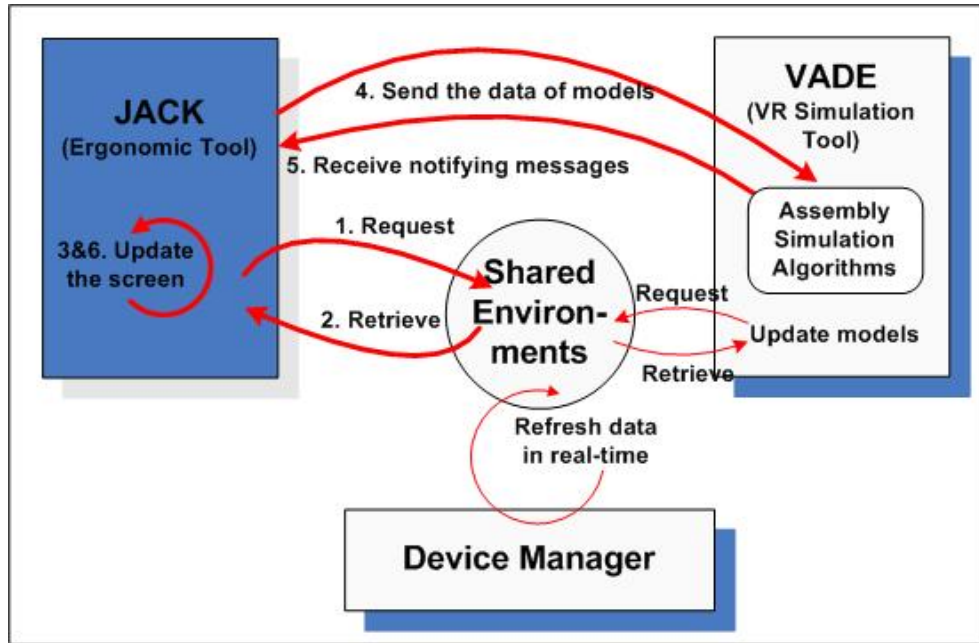 JACK
(Ergonomic Tool)
3&6. Update
the screen
4. Send the data of models
5. Receive notifying messages
1. Request
2. Retrieve
Shared
Environ-
ments
VADE
(VR Simulation
Tool)
Assembly
Simulation
Algorithms
Request
Update models
Retrieve
Refresh data
in real-time
Device Manager